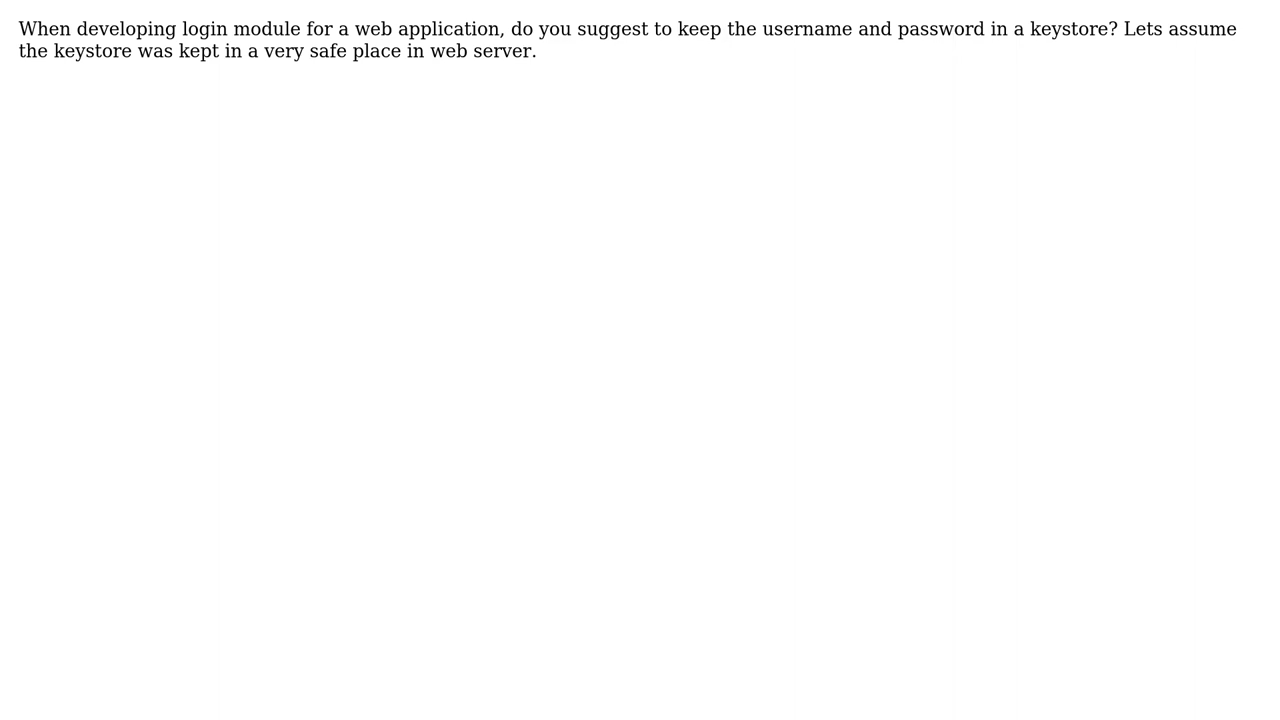 When developing login module for a web application, do you suggest to keep the username and password in a keystore? Lets assume
the keystore was kept in a very safe place in web server.